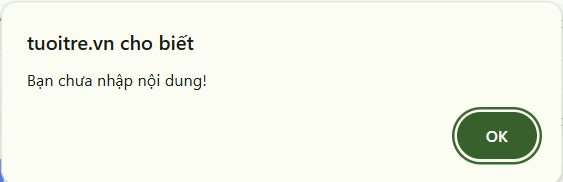 tuoitre.vn cho biết
Bạn chưa nhập nội dung!
OK